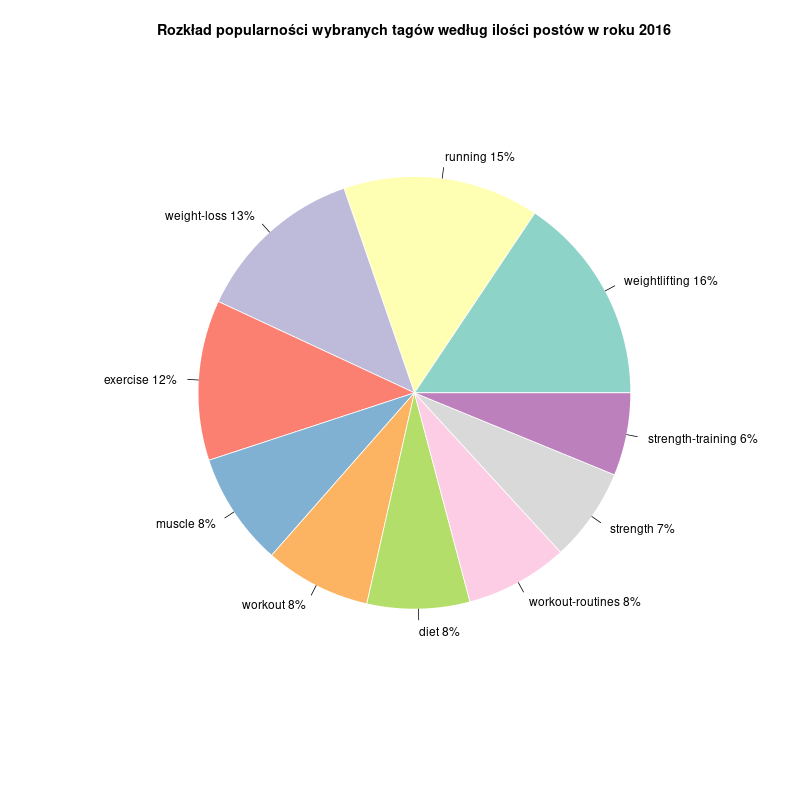 Rozkład popularności wybranych tagów według ilości postów w roku 2016
running 15%
weight-loss 13%
weightlifting 16%
exercise 12%
strength-training 6%
muscle 8%
strength 7%
workout 8%
workout-routines 8%
diet 8%